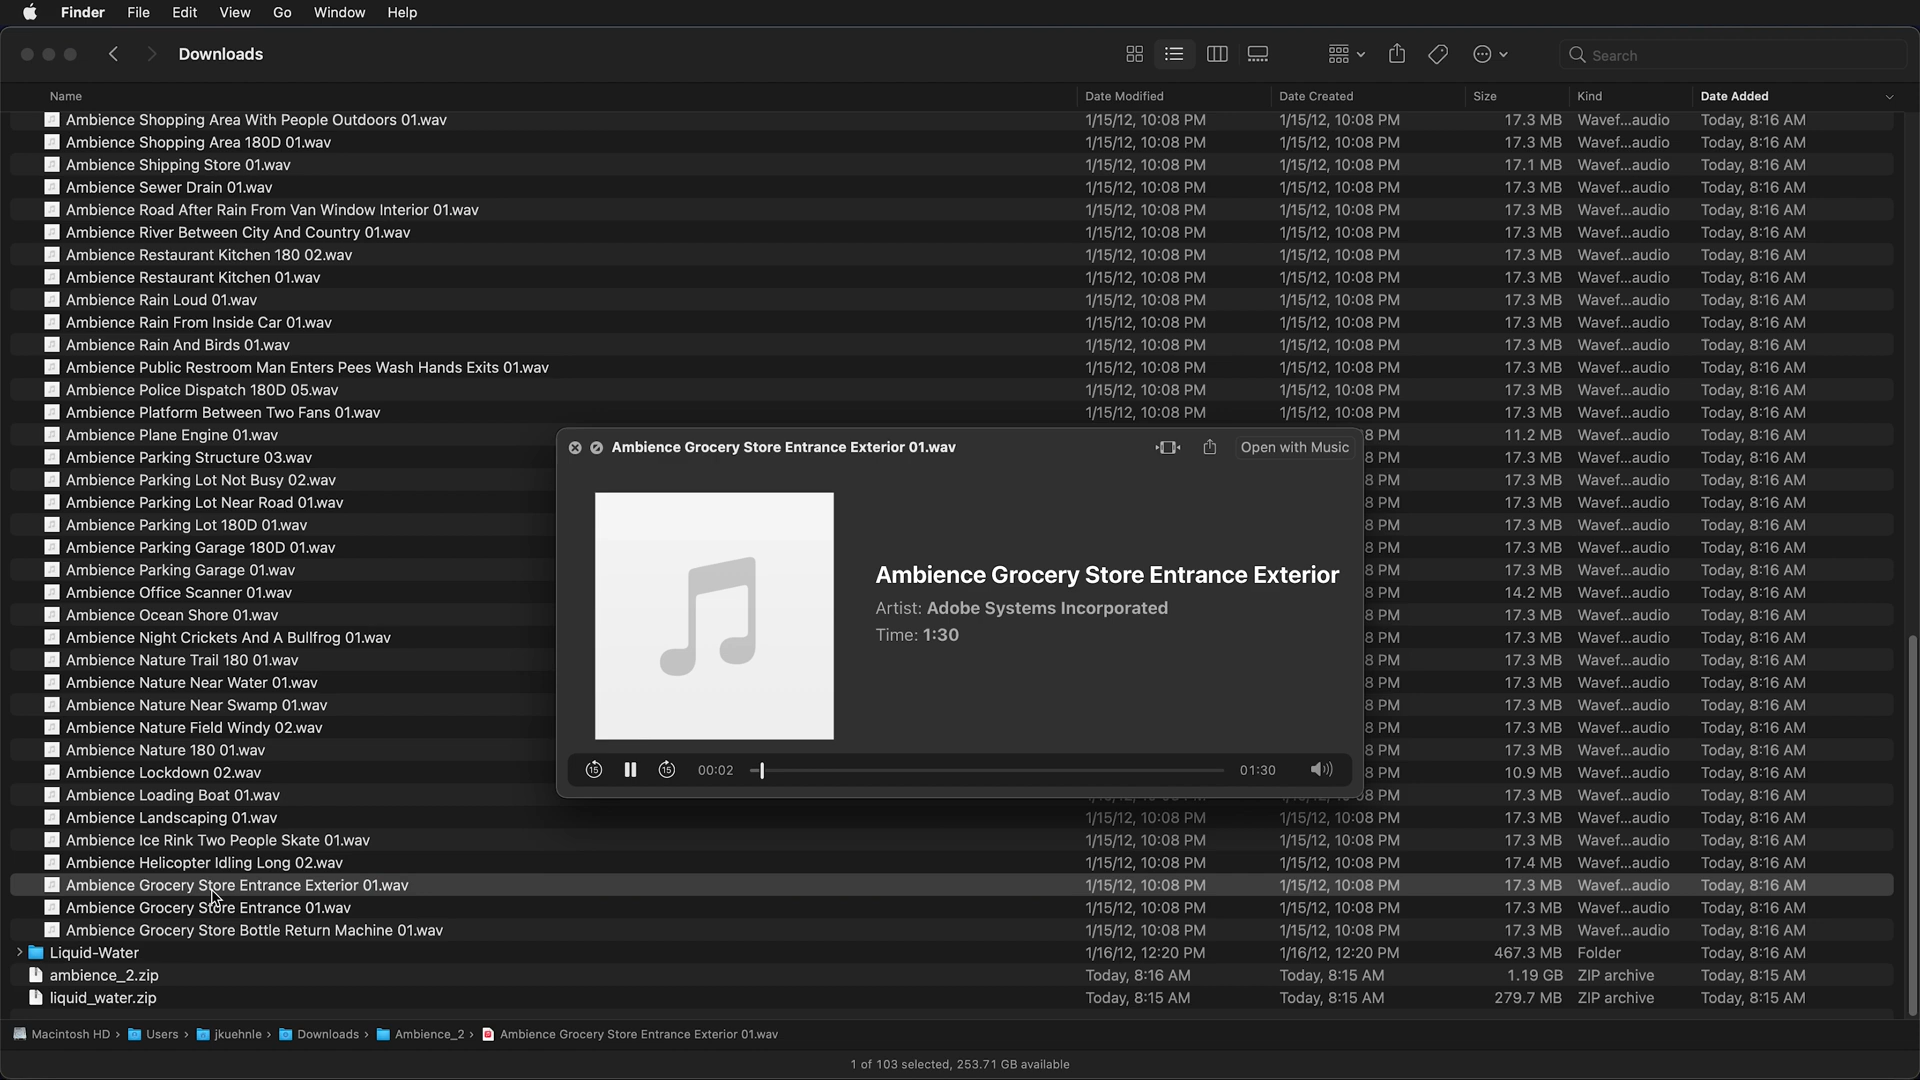 Finder File Edit View Go Window Help
Downloads
Search
Name Date Modified Date Created Size Kind Date Added
Ambience Shopping Area With People Outdoors 01.wav 1/15/12, 10:08 PM 1/15/12, 10:08 PM 17.3 MB Wavef...audio Today, 8:16 AM
Ambience Shopping Area 180D 01.wav 1/15/12, 10:08 PM 1/15/12, 10:08 PM 17.3 MB Wavef...audio Today, 8:16 AM
Ambience Shipping Store 01.wav 1/15/12, 10:08 PM 1/15/12, 10:08 PM 17.1 MB Wavef...audio Today, 8:16 AM
Ambience Sewer Drain 01.wav 1/15/12, 10:08 PM 1/15/12, 10:08 PM 17.3 MB Wavef...audio Today, 8:16 AM
Ambience Road After Rain From Van Window Interior 01.wav 1/15/12, 10:08 PM 1/15/12, 10:08 PM 17.3 MB Wavef...audio Today, 8:16 AM
Ambience River Between City And Country 01.wav 1/15/12, 10:08 PM 1/15/12, 10:08 PM 17.3 MB Wavef...audio Today, 8:16 AM
Ambience Restaurant Kitchen 180 02.wav 1/15/12, 10:08 PM 1/15/12, 10:08 PM 17.3 MB Wavef...audio Today, 8:16 AM
Ambience Restaurant Kitchen 01.wav 1/15/12, 10:08 PM 1/15/12, 10:08 PM 17.3 MB Wavef...audio Today, 8:16 AM
Ambience Rain Loud 01.wav 1/15/12, 10:08 PM 1/15/12, 10:08 PM 17.3 MB Wavef...audio Today, 8:16 AM
Ambience Rain From Inside Car 01.wav 1/15/12, 10:08 PM 1/15/12, 10:08 PM 17.3 MB Wavef...audio Today, 8:16 AM
Ambience Rain And Birds 01.wav 1/15/12, 10:08 PM 1/15/12, 10:08 PM 17.3 MB Wavef...audio Today, 8:16 AM
Ambience Public Restroom Man Enters Pees Wash Hands Exits 01.wav 1/15/12, 10:08 PM 1/15/12, 10:08 PM 17.3 MB Wavef...audio Today, 8:16 AM
Ambience Police Dispatch 180D 05.wav 1/15/12, 10:08 PM 1/15/12, 10:08 PM 17.3 MB Wavef...audio Today, 8:16 AM
Ambience Platform Between Two Fans 01.wav 1/15/12, 10:08 PM 1/15/12, 10:08 PM 17.3 MB Wavef...audio Today, 8:16 AM
Ambience Plane Engine 01.wav 8 PM 11.2 MB Wavef...audio Today, 8:16 AM
Ambience Parking Structure 03.wav 8 PM 17.3 MB Wavef...audio Today, 8:16 AM
Ambience Parking Lot Not Busy 02.wav 8 PM 17.3 MB Wavef...audio Today, 8:16 AM
Ambience Parking Lot Near Road 01.wav 8 PM 17.3 MB Wavef...audio Today, 8:16 AM
Ambience Parking Lot 180D 01.wav 8 PM 17.3 MB Wavef...audio Today, 8:16 AM
Ambience Parking Garage 180D 01.wav 8 PM 17.3 MB Wavef...audio Today, 8:16 AM
Ambience Parking Garage 01.wav 8 PM 17.3 MB Wavef...audio Today, 8:16 AM
Ambience Office Scanner 01.wav 8 PM 14.2 MB Wavef...audio Today, 8:16 AM
Ambience Ocean Shore 01.wav 8 PM 17.3 MB Wavef...audio Today, 8:16 AM
Ambience Night Crickets And A Bullfrog 01.wav 8 PM 17.3 MB Wavef...audio Today, 8:16 AM
Ambience Nature Trail 180 01.wav 8 PM 17.3 MB Wavef...audio Today, 8:16 AM
Ambience Nature Near Water 01.wav 8 PM 17.3 MB Wavef...audio Today, 8:16 AM
Ambience Nature Near Swamp 01.wav 8 PM 17.3 MB Wavef...audio Today, 8:16 AM
Ambience Nature Field Windy 02.wav 8 PM 17.3 MB Wavef...audio Today, 8:16 AM
Ambience Nature 180 01.wav 8 PM 17.3 MB Wavef...audio Today, 8:16 AM
Ambience Lockdown 02.wav 8 PM 10.9 MB Wavef...audio Today, 8:16 AM
Ambience Loading Boat 01.wav 8 PM 17.3 MB Wavef...audio Today, 8:16 AM
Ambience Landscaping 01.wav 1/15/12, 10:08 PM 1/15/12, 10:08 PM 17.3 MB Wavef...audio Today, 8:16 AM
Ambience Ice Rink Two People Skate 01.wav 1/15/12, 10:08 PM 1/15/12, 10:08 PM 17.3 MB Wavef...audio Today, 8:16 AM
Ambience Helicopter Idling Long 02.wav 1/15/12, 10:08 PM 1/15/12, 10:08 PM 17.4 MB Wavef...audio Today, 8:16 AM
Ambience Grocery Store Entrance Exterior 01.wav 1/15/12, 10:08 PM 1/15/12, 10:08 PM 17.3 MB Wavef...audio Today, 8:16 AM
Ambience Grocery Store Entrance 01.wav 1/15/12, 10:08 PM 1/15/12, 10:08 PM 17.3 MB Wavef...audio Today, 8:16 AM
Ambience Grocery Store Bottle Return Machine 01.wav 1/15/12, 10:08 PM 1/15/12, 10:08 PM 17.3 MB Wavef...audio Today, 8:16 AM
Liquid-Water 1/16/12, 12:20 PM 1/16/12, 12:20 PM 467.3 MB Folder Today, 8:16 AM
ambience_2.zip Today, 8:16 AM Today, 8:15 AM 1.19 GB ZIP archive Today, 8:15 AM
liquid_water.zip Today, 8:15 AM Today, 8:15 AM 279.7 MB ZIP archive Today, 8:15 AM
Ambience Grocery Store Entrance Exterior 01.wav Open with Music
Ambience Grocery Store Entrance Exterior
Artist: Adobe Systems Incorporated
Time: 1:30
15 15 00:02 01:30
Macintosh HD › Users › jkuehnle › Downloads › Ambience_2 › Ambience Grocery Store Entrance Exterior 01.wav
1 of 103 selected, 253.71 GB available